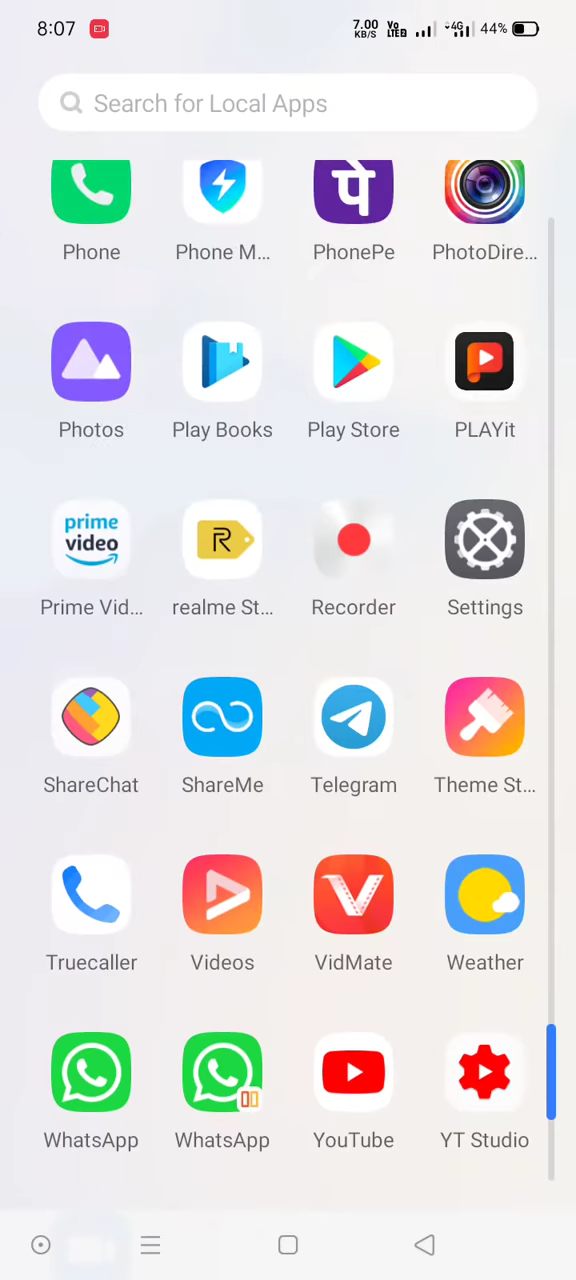 8:07 7.00 KB/S Vo LTE2 4G 44%
Search for Local Apps
पे
Phone Phone M... PhonePe PhotoDire...
Photos Play Books Play Store PLAYit
prime
video
R
Prime Vid... realme St... Recorder Settings
ShareChat ShareMe Telegram Theme St...
Truecaller Videos VidMate Weather
WhatsApp WhatsApp YouTube YT Studio